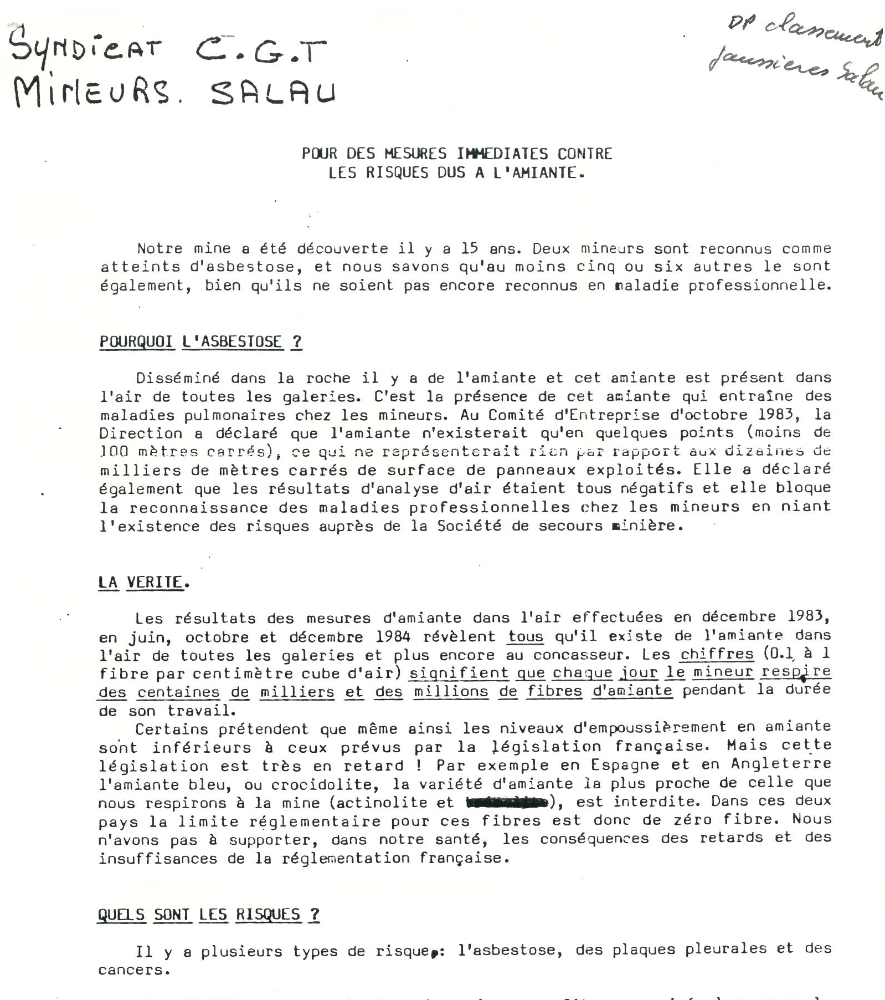 SYNDICAT C.G.T
MINEURS. SALAU
DP classement
poussieres Salau
POUR DES MESURES IMMEDIATES CONTRE
LES RISQUES DUS A L'AMIANTE.
Notre mine a été découverte il y a 15 ans. Deux mineurs sont reconnus comme
atteints d'asbestose, et nous savons qu'au moins cinq ou six autres le sont
également, bien qu'ils ne soient pas encore reconnus en maladie professionnelle.
POURQUOI L'ASBESTOSE ?
Disséminé dans la roche il y a de l'amiante et cet amiante est présent dans
l'air de toutes les galeries. C'est la présence de cet amiante qui entraîne des
maladies pulmonaires chez les mineurs. Au Comité d'Entreprise d'octobre 1983, la
Direction a déclaré que l'amiante n'existerait qu'en quelques points (moins de
100 mètres carrés), ce qui ne représenterait rien par rapport aux dizaines de
milliers de mètres carrés de surface de panneaux exploités. Elle a déclaré
également que les résultats d'analyse d'air étaient tous négatifs et elle bloque
la reconnaissance des maladies professionnelles chez les mineurs en niant
l'existence des risques auprès de la Société de secours minière.
LA VERITE.
Les résultats des mesures d'amiante dans l'air effectuées en décembre 1983,
en juin, octobre et décembre 1984 révèlent tous qu'il existe de l'amiante dans
l'air de toutes les galeries et plus encore au concasseur. Les chiffres (0.1 à 1
fibre par centimètre cube d'air) signifient que chaque jour le mineur respire
des centaines de milliers et des millions de fibres d'amiante pendant la durée
de son travail.
Certains prétendent que même ainsi les niveaux d'empoussièrement en amiante
sont inférieurs à ceux prévus par la législation française. Mais cette
législation est très en retard ! Par exemple en Espagne et en Angleterre
l'amiante bleu, ou crocidolite, la variété d'amiante la plus proche de celle que
nous respirons à la mine (actinolite et ), est interdite. Dans ces deux
pays la limite réglementaire pour ces fibres est donc de zéro fibre. Nous
n'avons pas à supporter, dans notre santé, les conséquences des retards et des
insuffisances de la réglementation française.
QUELS SONT LES RISQUES ?
Il y a plusieurs types de risque,: l'asbestose, des plaques pleurales et des
cancers.